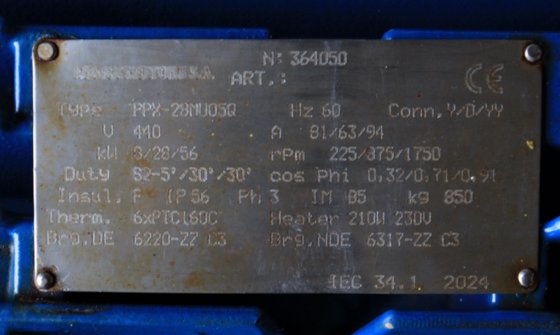 Nº 364050
ART.:
Type PPX-28MU05Q Hz 60 Conn. Y/D/YY
V 440 A 81/63/94
kW 8/28/56 rpm 225/875/1750
Duty S2-5'/30'/30' cos Phi 0,32/0,71/0,91
Insul. F IP 56 Ph 3 IM B5 kg 850
Therm. 6xPTC160C Heater 210W 230V
Brg.DE 6220-ZZ C3 Brg.NDE 6317-ZZ C3
IEC 34.1 2024
CE